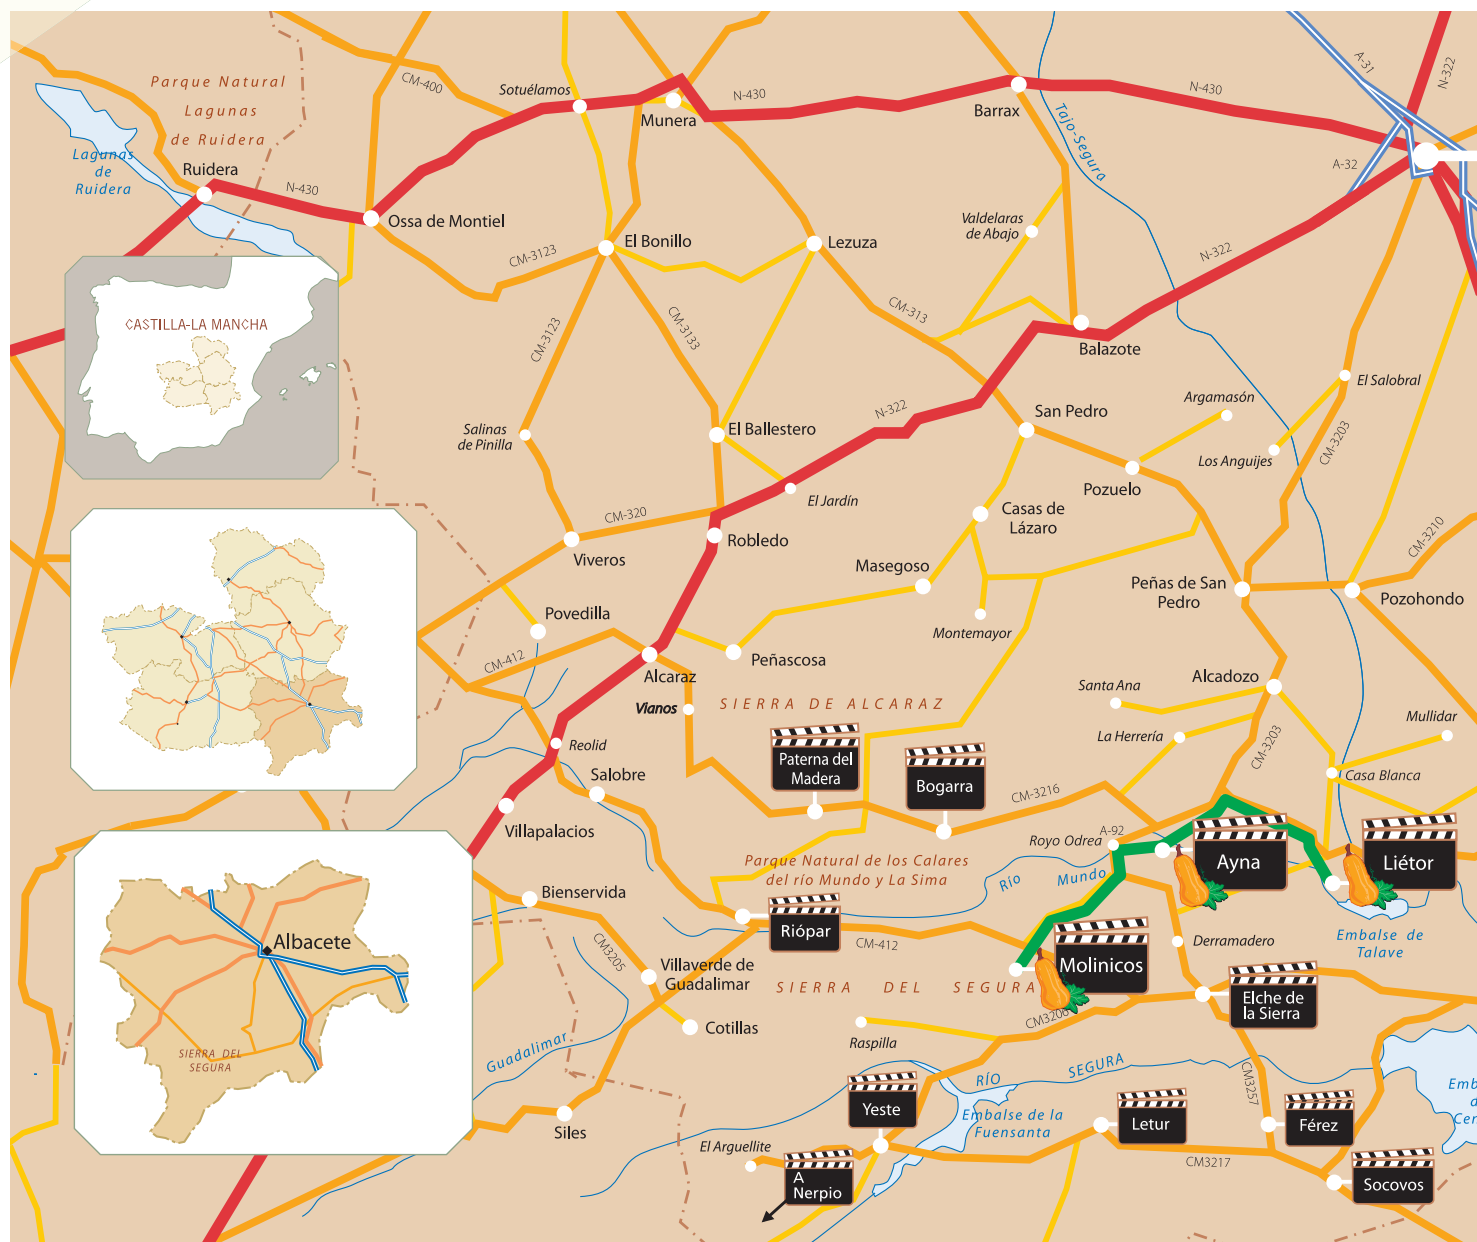 Parque Natural
Lagunas
de Ruidera
Lagunas
de
Ruidera
Ruidera
N-430
Ossa de Montiel
CM-400
Sotuélamos
Munera
N-430
Barrax
Tajo-Segura
N-430
A-31
N-322
A-32
El Bonillo
CM-3123
Lezuza
Valdelaras
de Abajo
N-322
CM-313
CM-3123
CM-3133
Balazote
CASTILLA-LA MANCHA
El Salobral
Argamasón
San Pedro
N-322
Salinas
de Pinilla
El Ballestero
Los Anguijes
CM-3203
Pozuelo
El Jardín
CM-320
Casas de
Lázaro
Viveros
Robledo
CM-3210
Masegoso
Peñas de San
Pedro
Pozohondo
Povedilla
Montemayor
CM-412
Peñascosa
Alcaraz
Alcadozo
Santa Ana
Vianos
SIERRA DE ALCARAZ
Mullidar
La Herrería
CM-3203
Reolid
Paterna del
Madera
Salobre
Bogarra
CM-3216
Casa Blanca
Villapalacios
Royo Odrea
A-92
Ayna
Liétor
Parque Natural de los Calares
del río Mundo y La Sima
Río
Mundo
Bienservida
Riópar
CM-412
Derramadero
Embalse de
Talave
Albacete
CM3205
Villaverde de
Guadalimar
Molinicos
SIERRA DEL SEGURA
Elche de
la Sierra
Cotillas
CM3206
Raspilla
SIERRA DEL
SEGURA
Guadalimar
RÍO
SEGURA
CM3257
Yeste
Embalse de la
Fuensanta
Letur
Férez
Emb
Cen
Siles
El Arguellite
A
Nerpio
CM3217
Socovos